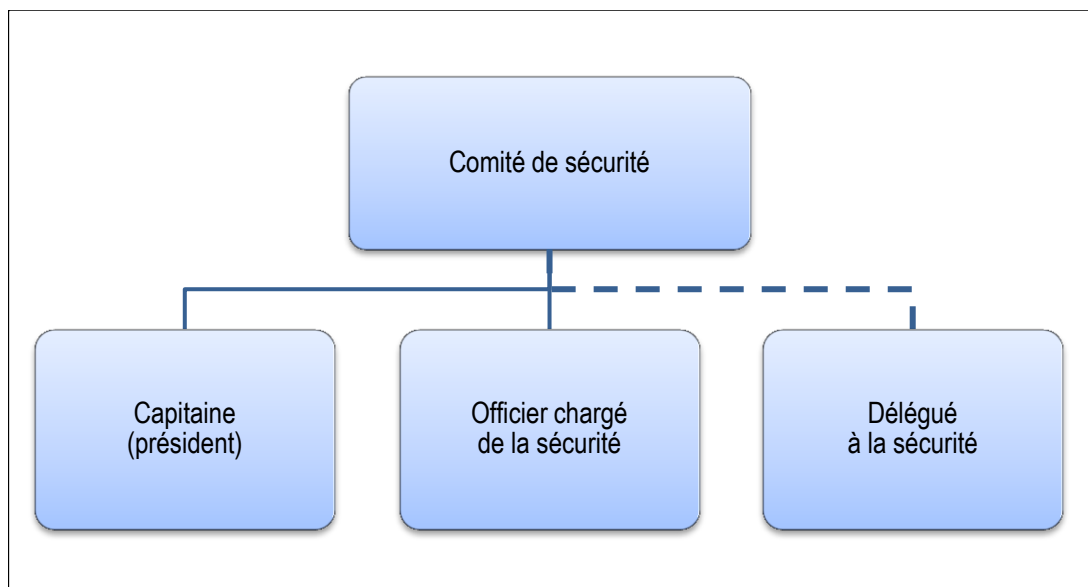 Comité de sécurité
Capitaine
(président)
Officier chargé
de la sécurité
Délégué
à la sécurité